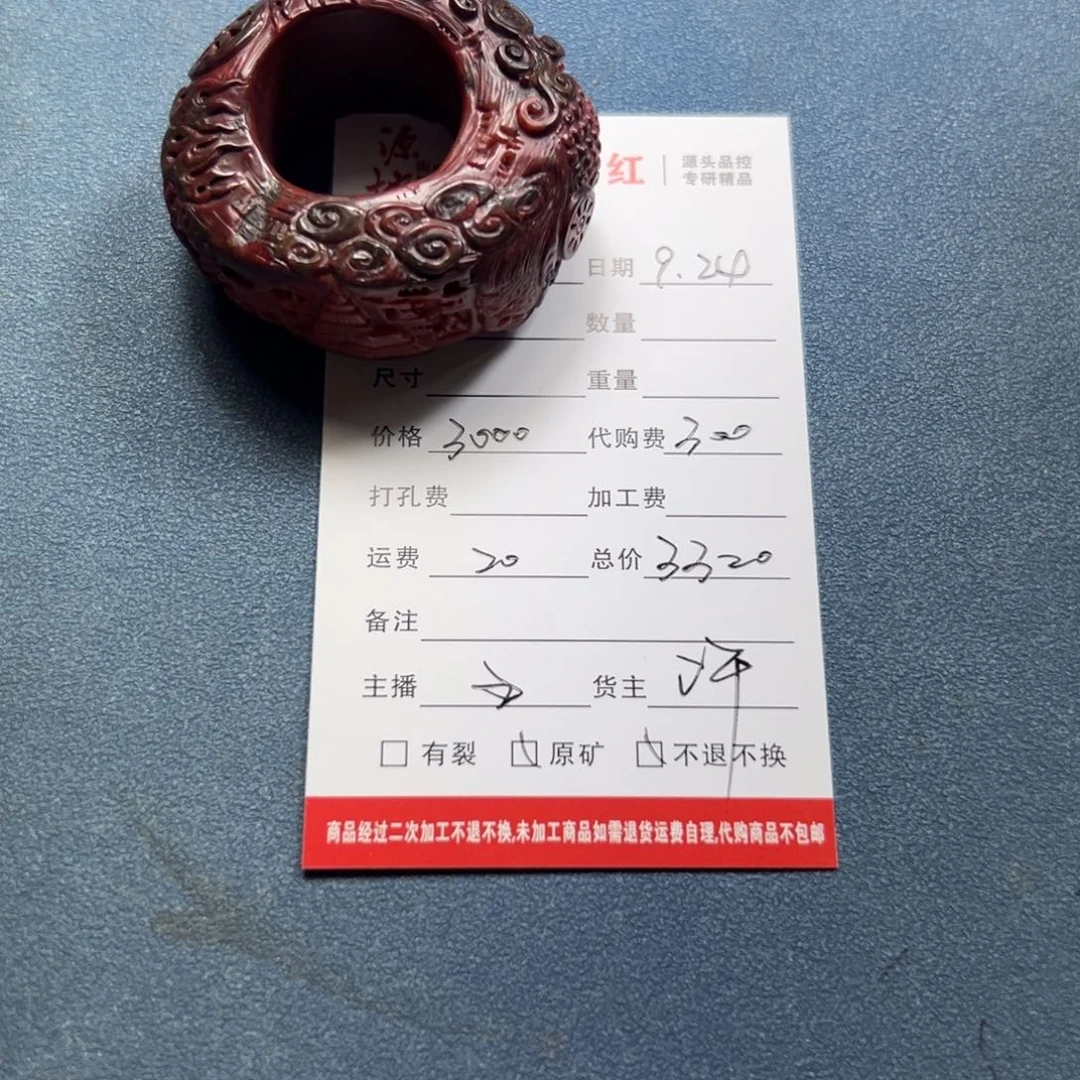 源
红 源头品控
专研精品
日期 9.24
数量
尺寸 重量
价格 3000 代购费 300
打孔费 加工费
运费 20 总价 3320
备注
主播 货主 许
有裂 原矿 不退不换
商品经过二次加工不退不换,未加工商品如需退货运费自理,代购商品不包邮